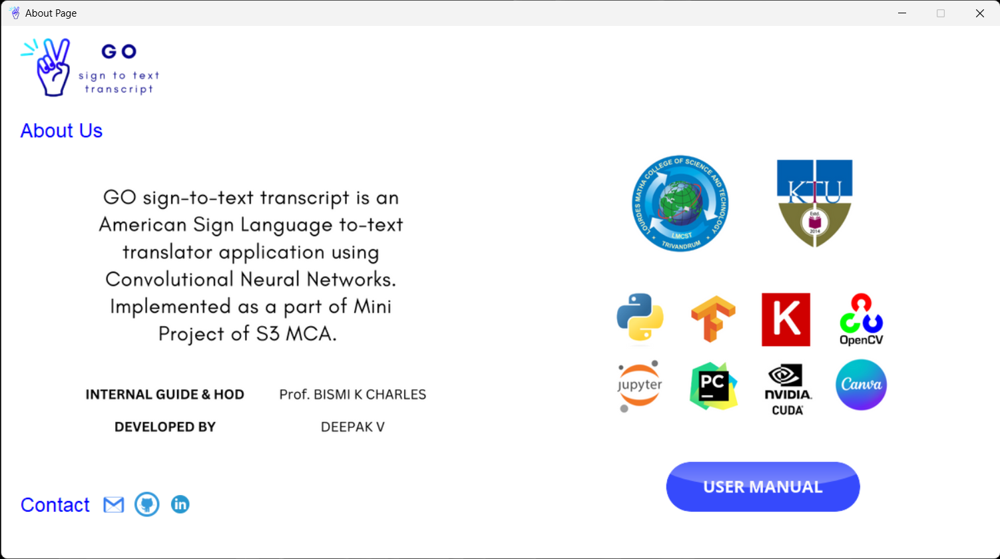 About Page
GO
sign to text
transcript
About Us
GO sign-to-text transcript is an
American Sign Language to-text
translator application using
Convolutional Neural Networks.
Implemented as a part of Mini
Project of S3 MCA.
INTERNAL GUIDE & HOD Prof. BISMI K CHARLES
DEVELOPED BY DEEPAK V
Contact
in
LOURDES MATHA COLLEGE OF SCIENCE AND TECHNOLOGY
LMCST
TRIVANDRUM
KTU
Estd.
2014
K
OpenCV
jupyter
PC
NVIDIA.
CUDA
Canva
USER MANUAL